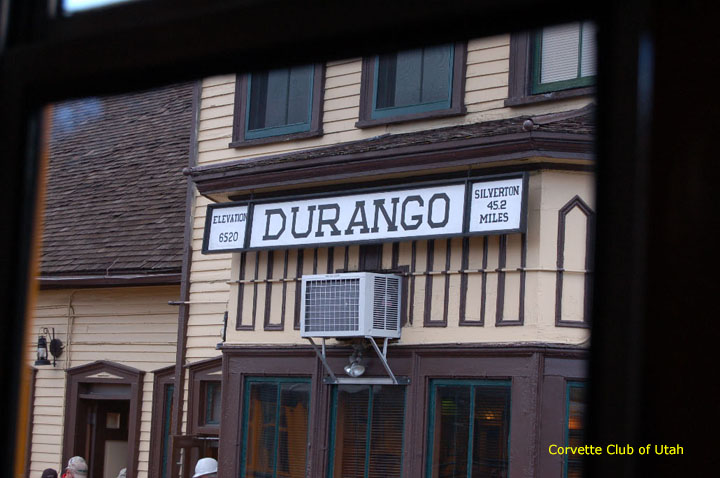 ELEVATION
6520
DURANGO
SILVERTON
45.2
MILES
Corvette Club of Utah